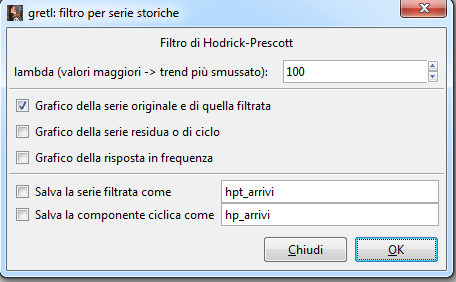 gretl: filtro per serie storiche
Filtro di Hodrick-Prescott
lambda (valori maggiori -> trend più smussato): 100
Grafico della serie originale e di quella filtrata
Grafico della serie residua o di ciclo
Grafico della risposta in frequenza
Salva la serie filtrata come hpt_arrivi
Salva la componente ciclica come hp_arrivi
Chiudi OK